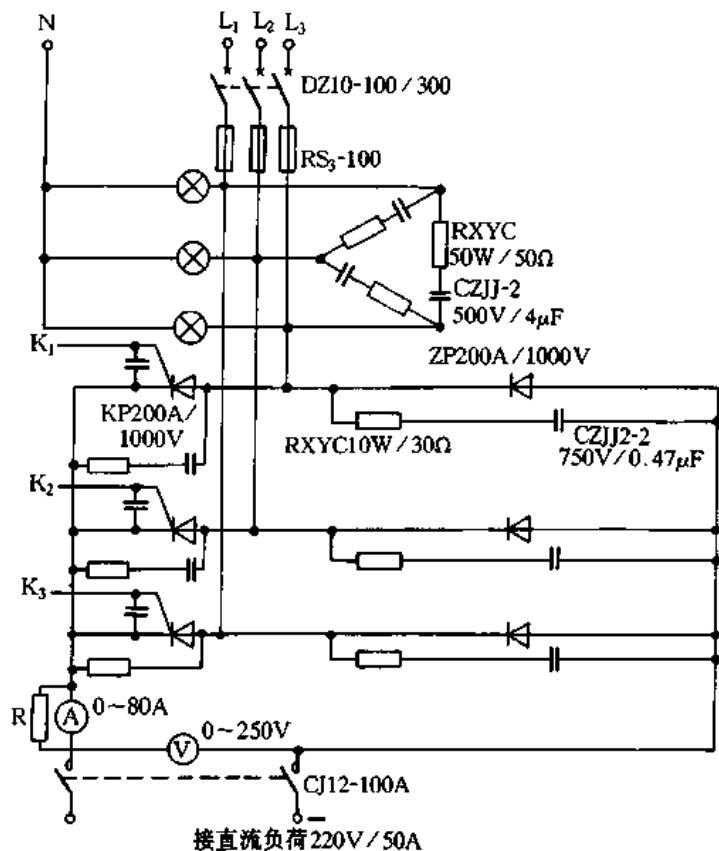 N L₁ L₂ L₃
DZ10-100/300
RS₃-100
RXYC
50W/50Ω
CZJJ-2
500V/4μF
K₁
ZP200A/1000V
KP200A/
1000V
RXYC10W/30Ω
CZJJ2-2
750V/0.47μF
K₂
K₃
R
A
0~80A
V
0~250V
CJ12-100A
接直流负荷220V/50A